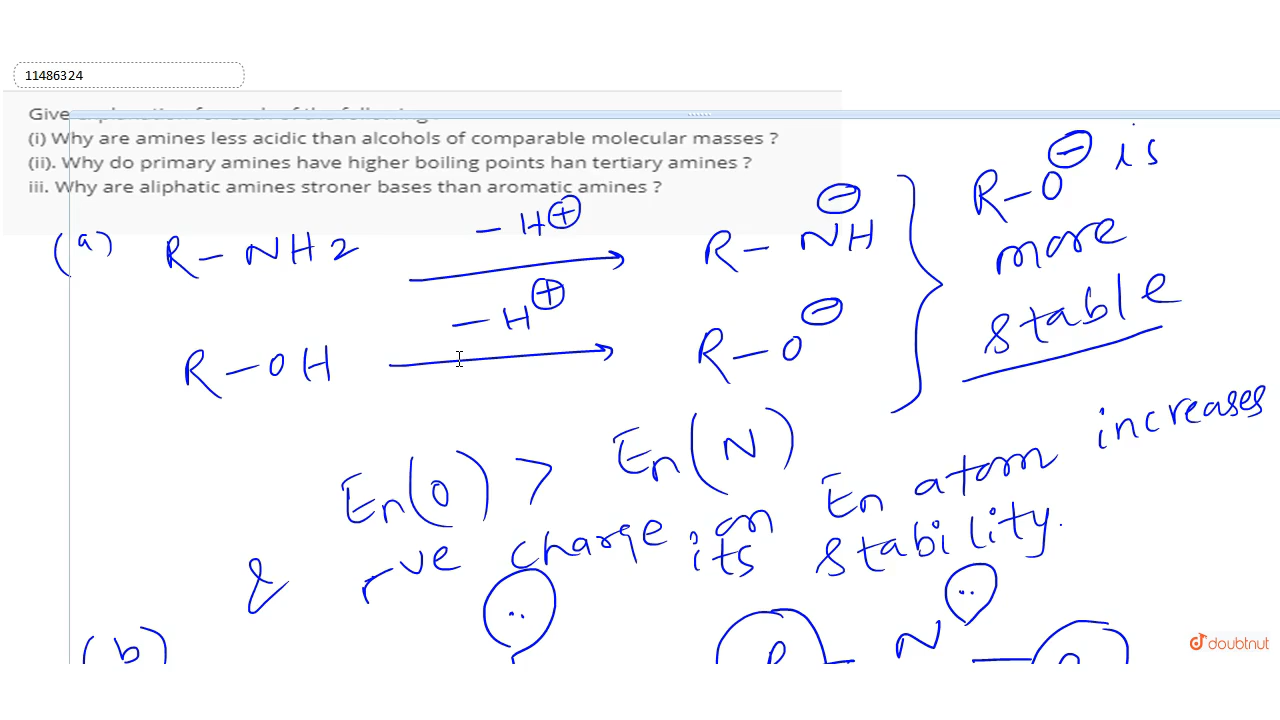 11486324
Give
(i) Why are amines less acidic than alcohols of comparable molecular masses ?
(ii). Why do primary amines have higher boiling points han tertiary amines ?
iii. Why are aliphatic amines stroner bases than aromatic amines ?
(a) R-NH2 -H⊕ R-NH⊖
R-OH -H⊕ R-O⊖
R-O⊖ is
more
stable
En(O) > En(N)
& -ve charge on En atom increases
its stability.
(b)
R N
doubtnut